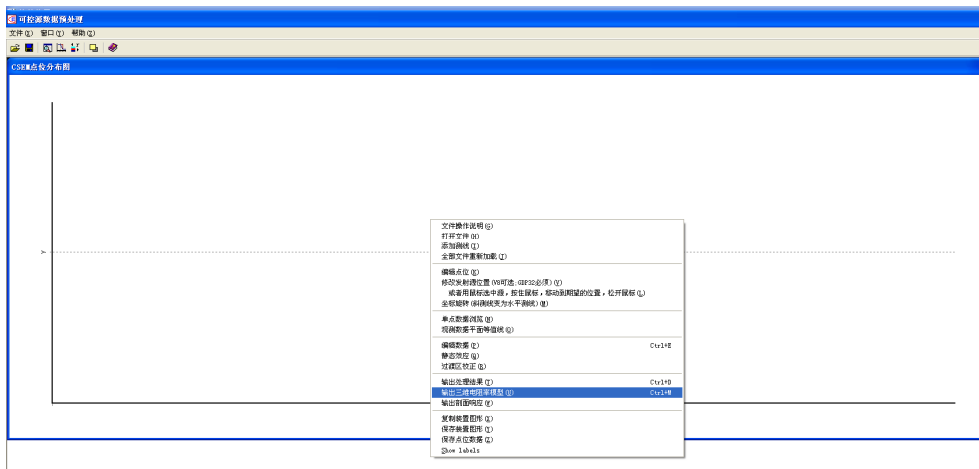 可控源数据预处理
文件(X) 窗口(Y) 帮助(Z)
CSEM点位分布图
Y
文件操作说明(G)
打开文件(H)
添加测线(I)
全部文件重新加载(J)
编辑点位(K)
修改发射源位置(V8可选;GDP32必须)(V)
或者用鼠标选中源，按住鼠标，移动到期望的位置，松开鼠标(L)
坐标旋转(斜测线变为水平测线)(M)
单点数据浏览(N)
观测数据平面等值线(O)
编辑数据(P) Ctrl+E
静态效应(Q)
过渡区校正(R)
输出处理结果(T) Ctrl+D
输出三维电阻率模型(U) Ctrl+M
输出剖面响应(W)
复制装置图形(X)
保存装置图形(Y)
保存点位数据(Z)
Show labels